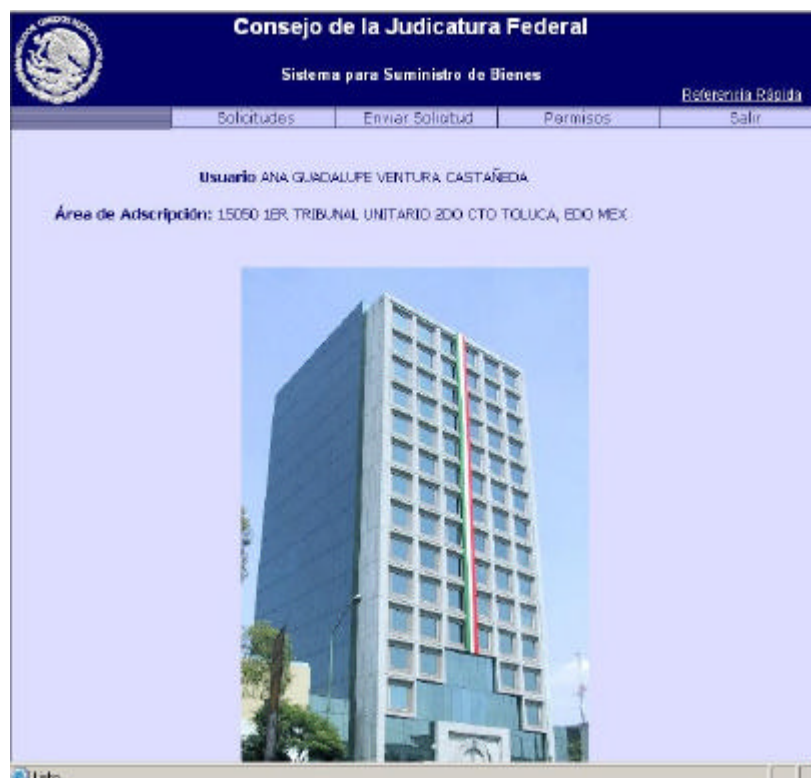 Consejo de la Judicatura Federal
Sistema para Suministro de Bienes
Referencia Rápida
Solicitudes Enviar Solicitud Permisos Salir
Usuario ANA GUADALUPE VENTURA CASTAÑEDA
Área de Adscripción: 15050 1ER TRIBUNAL UNITARIO 2DO CTO TOLUCA, EDO MEX
Listo